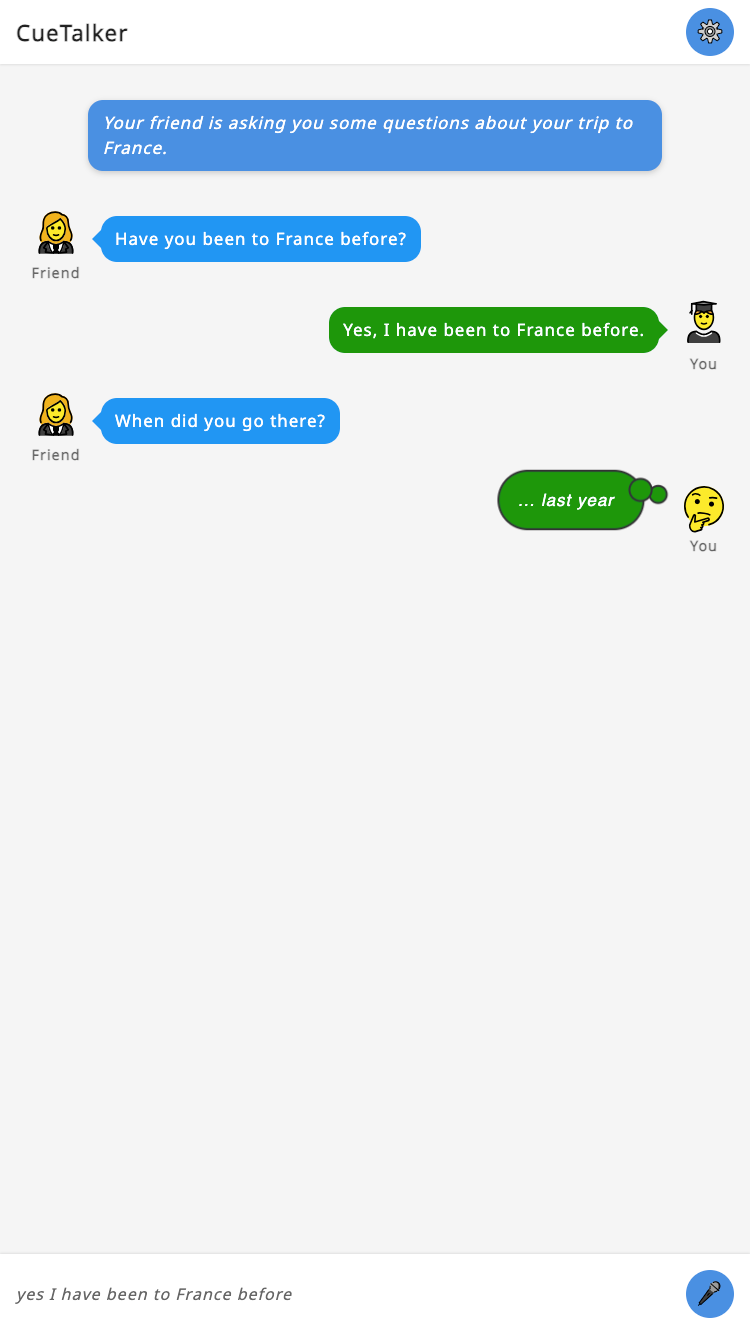 CueTalker
Your friend is asking you some questions about your trip to
France.
Have you been to France before?
Friend
Yes, I have been to France before.
You
When did you go there?
Friend
... last year
You
yes I have been to France before